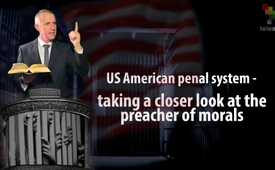 US American penal system -
taking a closer look at the
preacher of morals